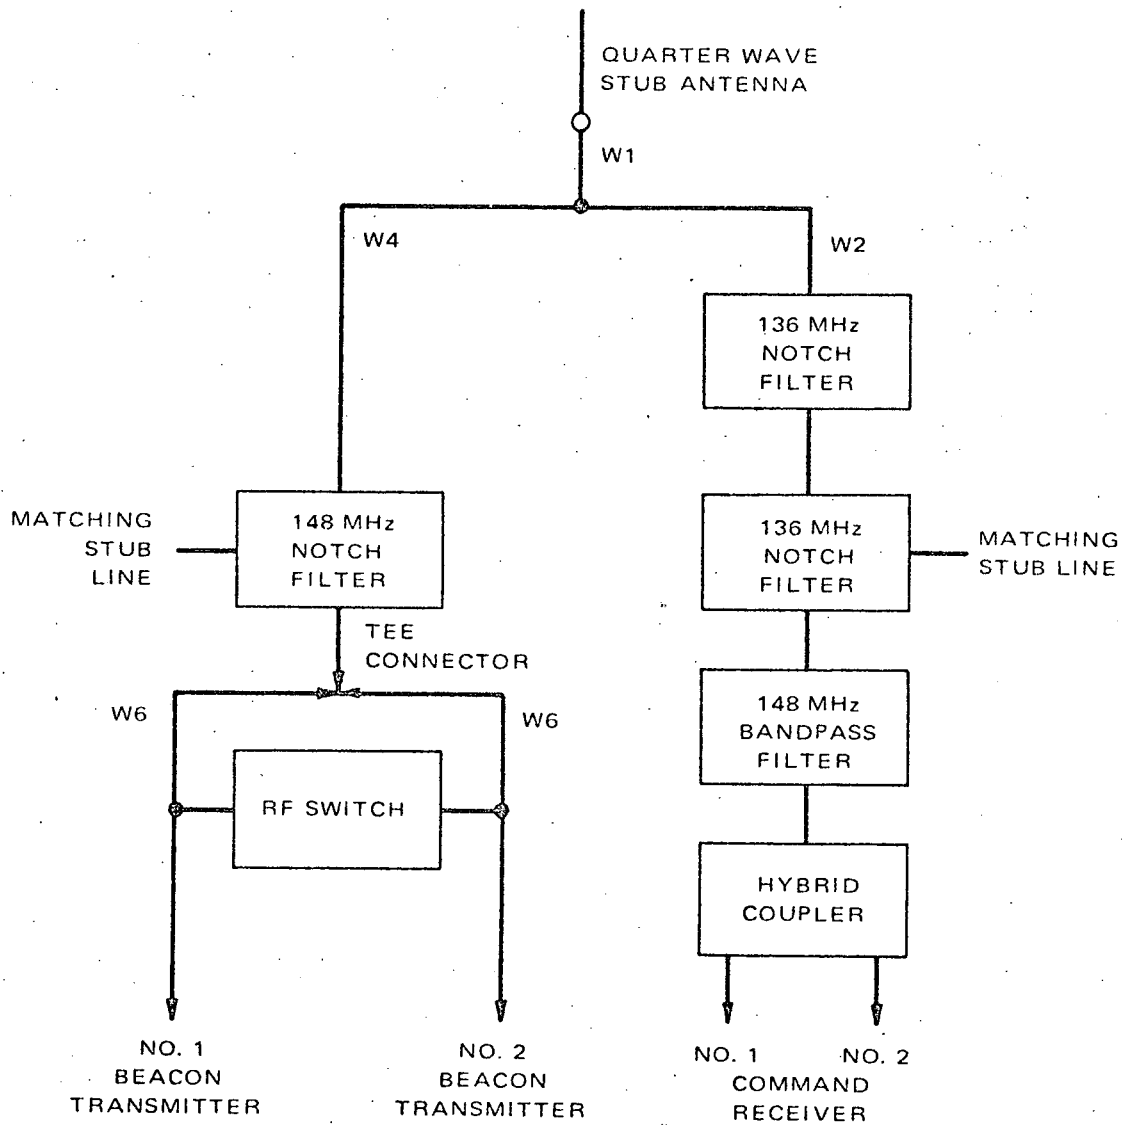 QUARTER WAVE
STUB ANTENNA
W1
W4
W2
136 MHz
NOTCH
FILTER
MATCHING
STUB
LINE
148 MHz
NOTCH
FILTER
136 MHz
NOTCH
FILTER
MATCHING
STUB LINE
TEE
CONNECTOR
W6
W6
148 MHz
BANDPASS
FILTER
RF SWITCH
HYBRID
COUPLER
NO. 1
BEACON
TRANSMITTER
NO. 2
BEACON
TRANSMITTER
NO. 1
NO. 2
COMMAND
RECEIVER